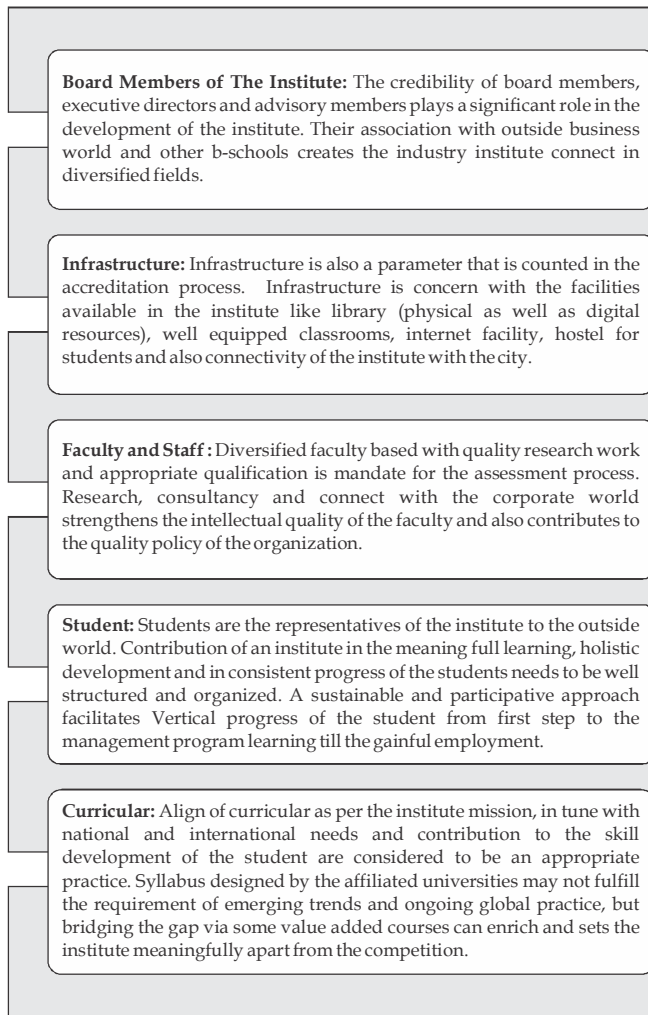 Board Members of The Institute: The credibility of board members,
executive directors and advisory members plays a significant role in the
development of the institute. Their association with outside business
world and other b-schools creates the industry institute connect in
diversified fields.
Infrastructure: Infrastructure is also a parameter that is counted in the
accreditation process. Infrastructure is concern with the facilities
available in the institute like library (physical as well as digital
resources), well equipped classrooms, internet facility, hostel for
students and also connectivity of the institute with the city.
Faculty and Staff : Diversified faculty based with quality research work
and appropriate qualification is mandate for the assessment process.
Research, consultancy and connect with the corporate world
strengthens the intellectual quality of the faculty and also contributes to
the quality policy of the organization.
Student: Students are the representatives of the institute to the outside
world. Contribution of an institute in the meaning full learning, holistic
development and in consistent progress of the students needs to be well
structured and organized. A sustainable and participative approach
facilitates Vertical progress of the student from first step to the
management program learning till the gainful employment.
Curricular: Align of curricular as per the institute mission, in tune with
national and international needs and contribution to the skill
development of the student are considered to be an appropriate
practice. Syllabus designed by the affiliated universities may not fulfill
the requirement of emerging trends and ongoing global practice, but
bridging the gap via some value added courses can enrich and sets the
institute meaningfully apart from the competition.